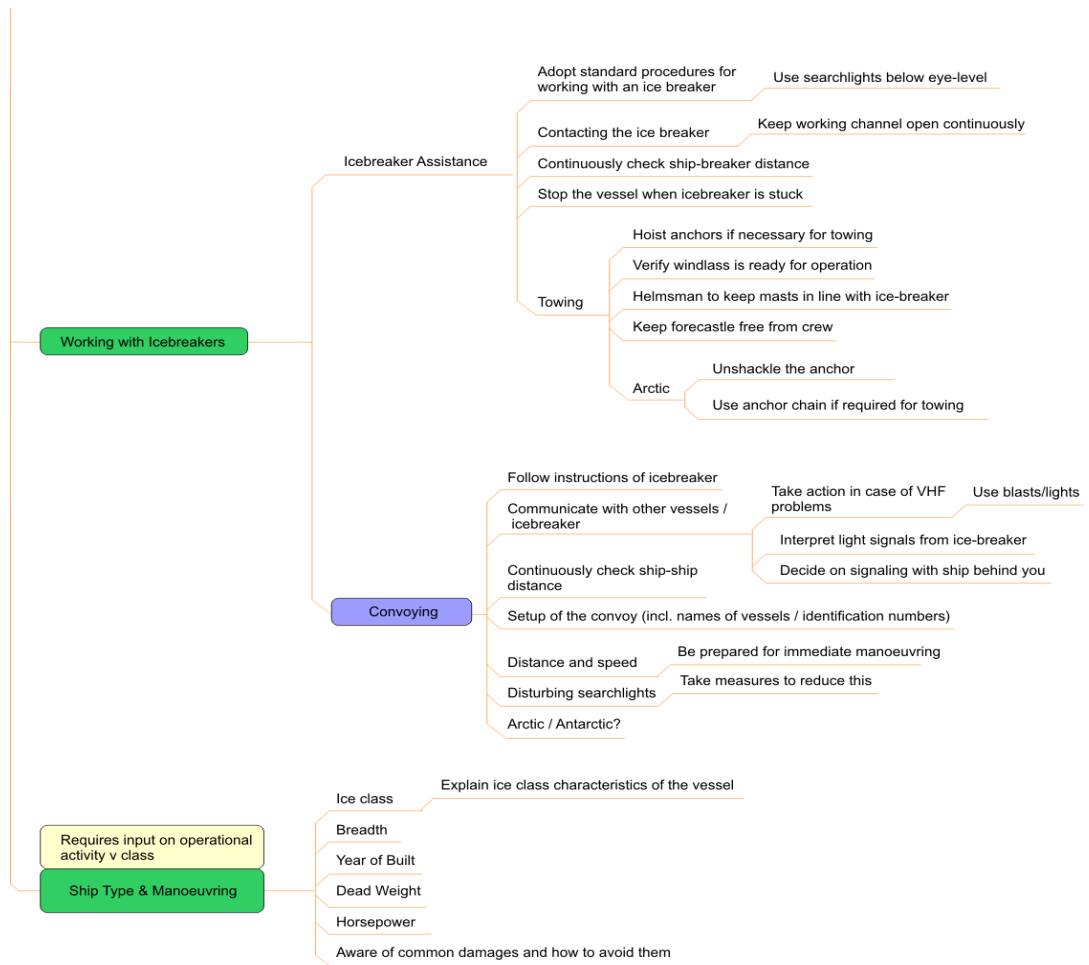 Adopt standard procedures for
working with an ice breaker
Use searchlights below eye-level
Contacting the ice breaker
Keep working channel open continuously
Icebreaker Assistance
Continuously check ship-breaker distance
Stop the vessel when icebreaker is stuck
Hoist anchors if necessary for towing
Verify windlass is ready for operation
Towing
Helmsman to keep masts in line with ice-breaker
Keep forecastle free from crew
Working with Icebreakers
Arctic
Unshackle the anchor
Use anchor chain if required for towing
Follow instructions of icebreaker
Communicate with other vessels /
icebreaker
Take action in case of VHF
problems
Use blasts/lights
Interpret light signals from ice-breaker
Decide on signaling with ship behind you
Continuously check ship-ship
distance
Convoying
Setup of the convoy (incl. names of vessels / identification numbers)
Distance and speed
Be prepared for immediate manoeuvring
Disturbing searchlights
Take measures to reduce this
Arctic / Antarctic?
Ice class
Explain ice class characteristics of the vessel
Breadth
Requires input on operational
activity v class
Year of Built
Ship Type & Manoeuvring
Dead Weight
Horsepower
Aware of common damages and how to avoid them